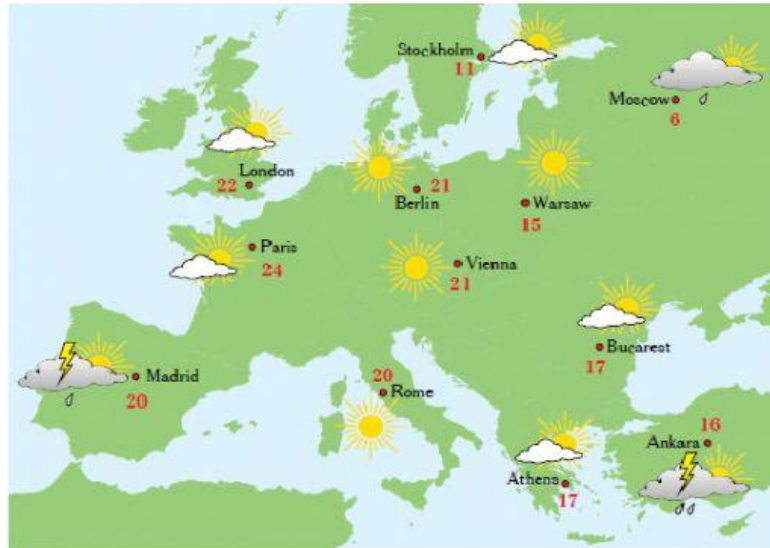 Stockholm
11
Moscow
6
London
22
21
Berlin
Warsaw
15
Paris
24
Vienna
21
Bucarest
17
Madrid
20
20
Rome
16
Ankara
Athens
17